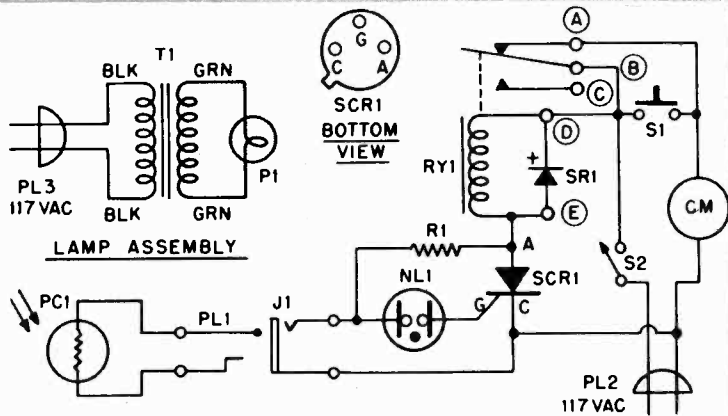 T1
BLK
GRN
PL3
117 VAC
BLK
GRN
P1
LAMP ASSEMBLY
G
C
A
SCR1
BOTTOM
VIEW
A
B
C
D
S1
RY1
+
SR1
E
CM
R1
A
S2
SCR1
NL1
G
C
PC1
PL1
J1
PL2
117 VAC